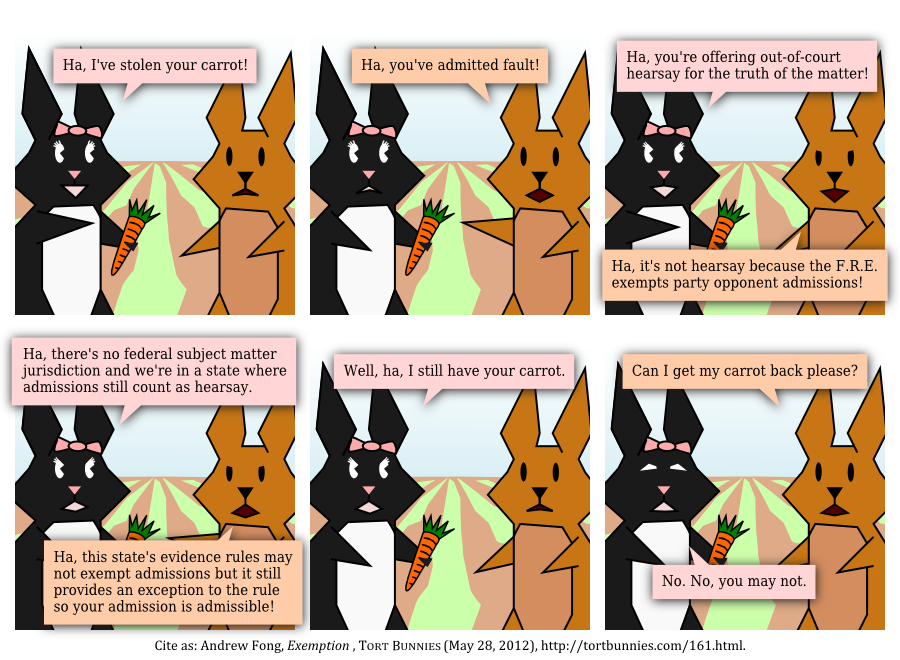 Ha, I've stolen your carrot!
Ha, you've admitted fault!
Ha, you're offering out-of-court
hearsay for the truth of the matter!
Ha, it's not hearsay because the F.R.E.
exempts party opponent admissions!
Ha, there's no federal subject matter
jurisdiction and we're in a state where
admissions still count as hearsay.
Ha, this state's evidence rules may
not exempt admissions but it still
provides an exception to the rule
so your admission is admissible!
Well, ha, I still have your carrot.
Can I get my carrot back please?
No. No, you may not.
Cite as: Andrew Fong, Exemption , Tort Bunnies (May 28, 2012), http://tortbunnies.com/161.html.